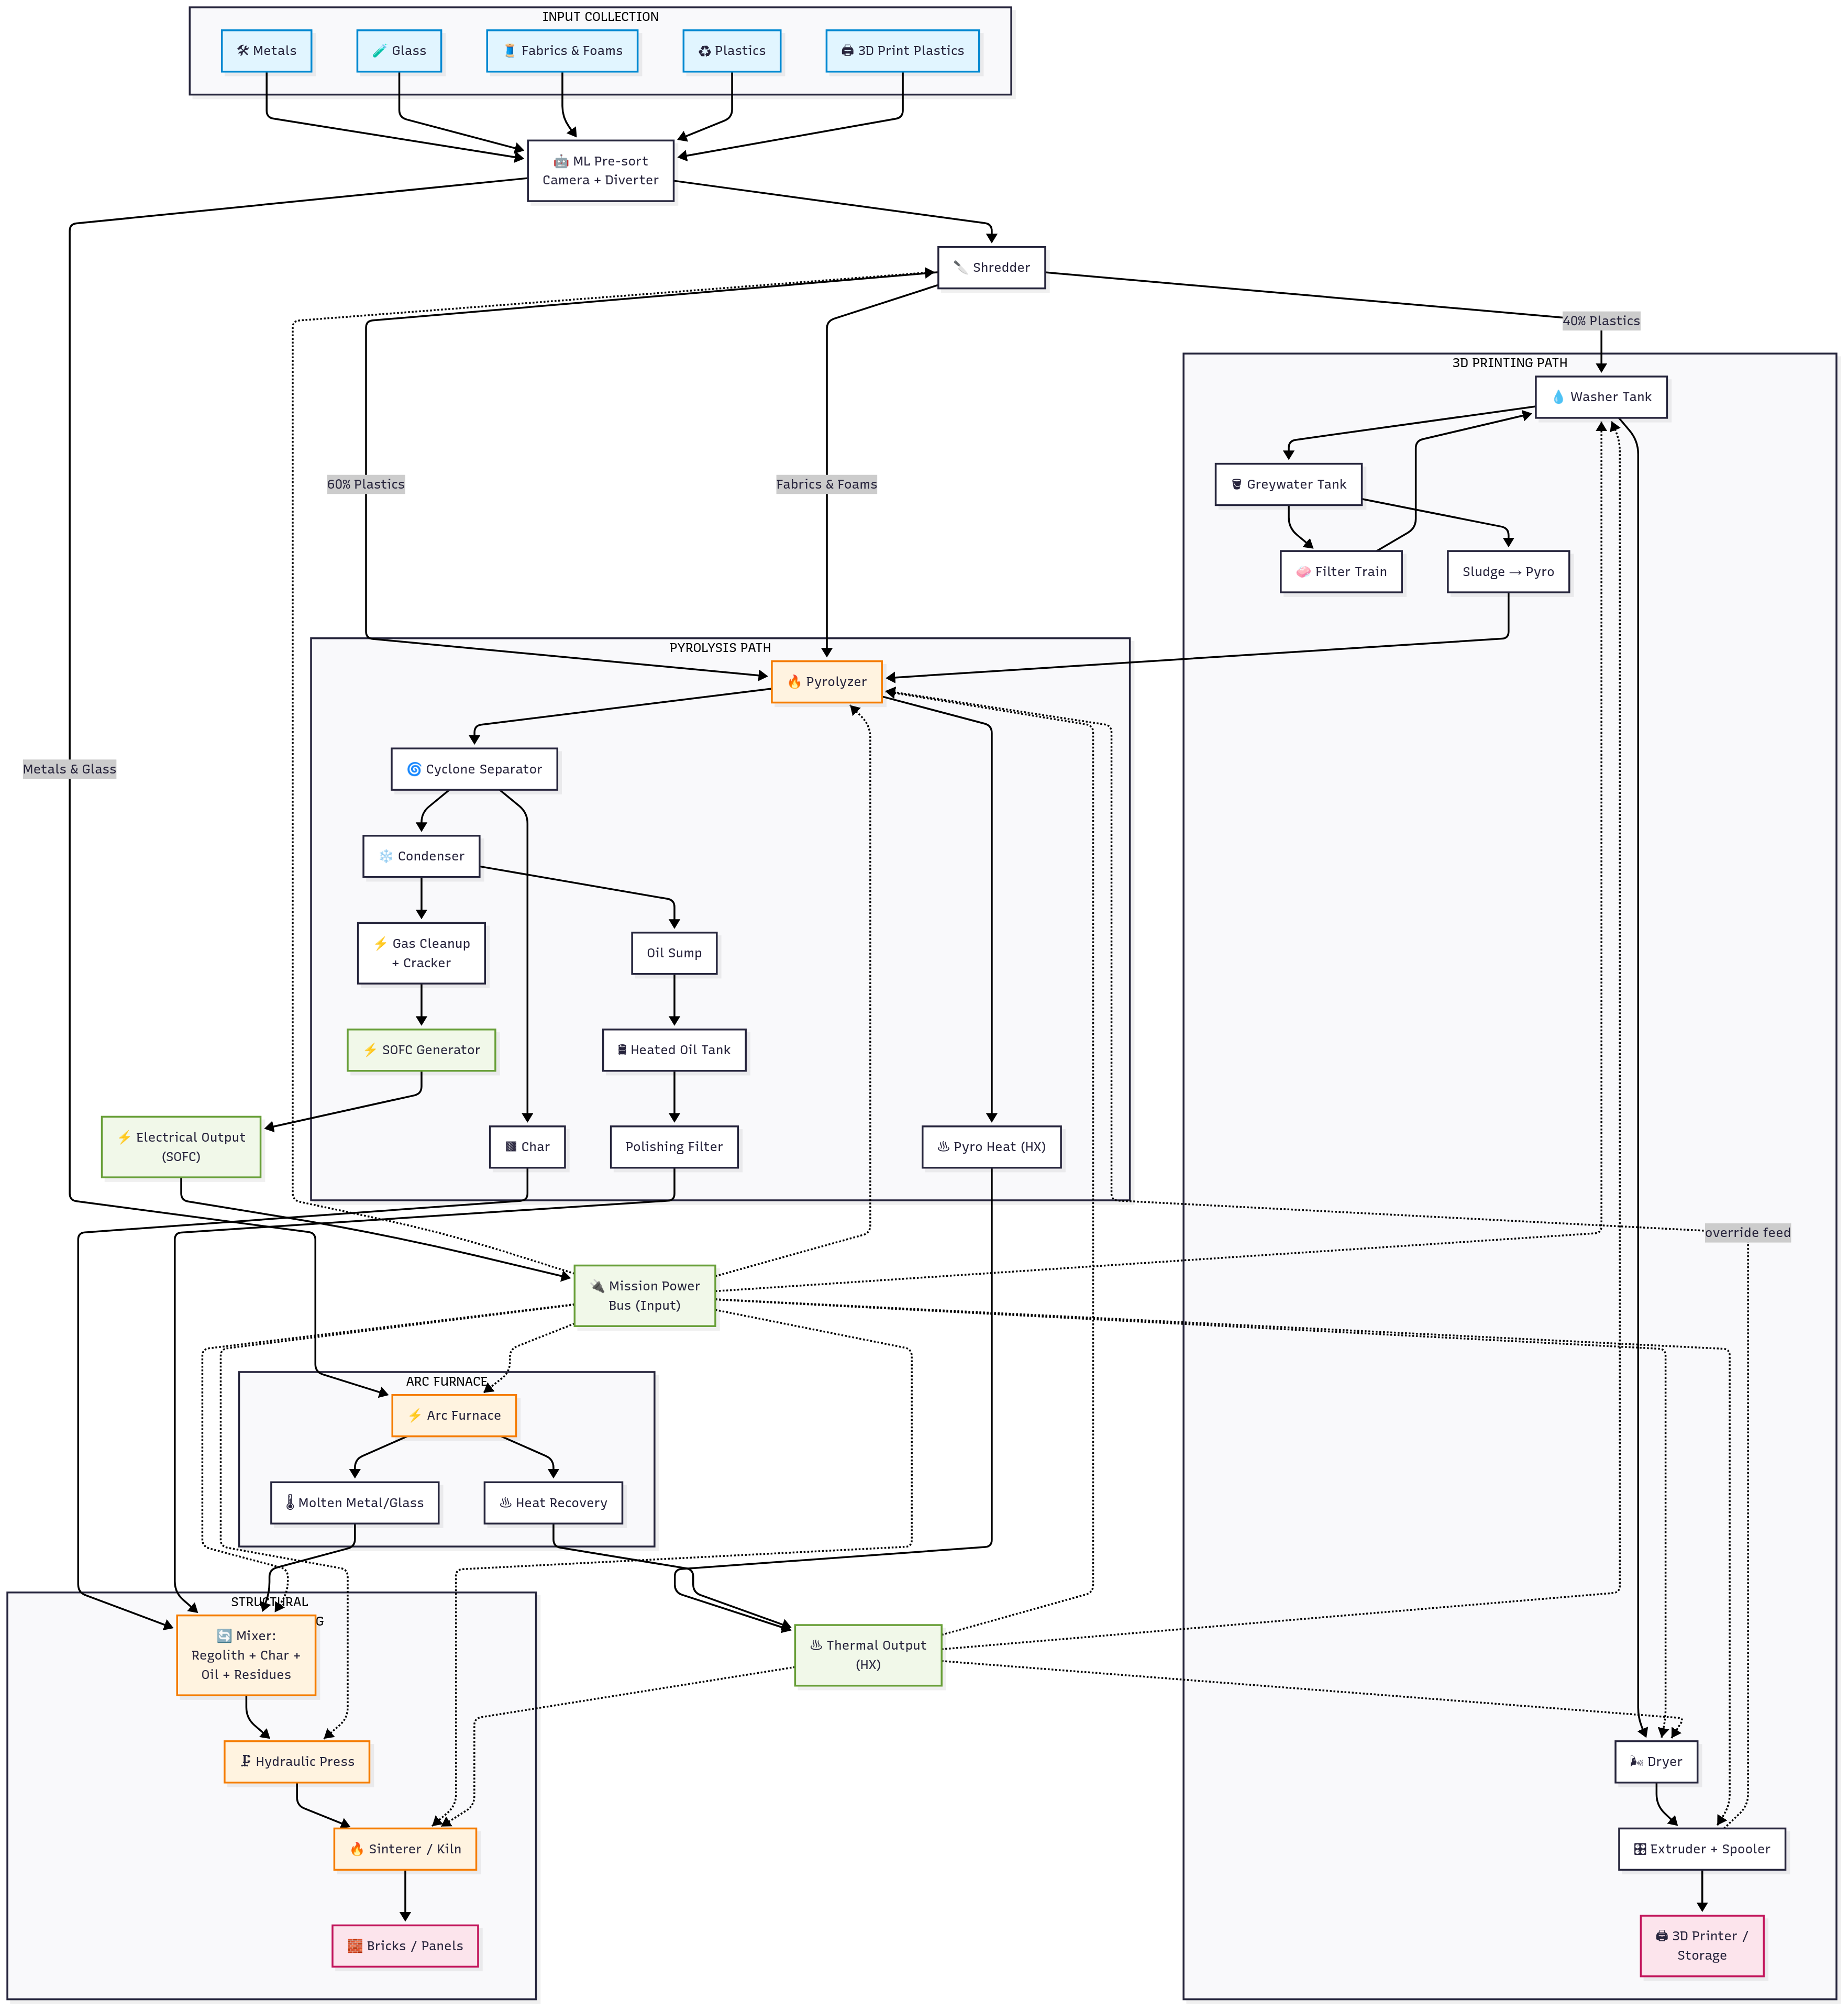 INPUT COLLECTION
Metals
Glass
Fabrics & Foams
Plastics
3D Print Plastics
ML Pre-sort
Camera + Diverter
Shredder
40% Plastics
3D PRINTING PATH
Washer Tank
60% Plastics
Fabrics & Foams
Greywater Tank
Filter Train
Sludge → Pyro
PYROLYSIS PATH
Pyrolyzer
Metals & Glass
Cyclone Separator
Condenser
Gas Cleanup
+ Cracker
Oil Sump
SOFC Generator
Heated Oil Tank
Electrical Output
(SOFC)
Char
Polishing Filter
Pyro Heat (HX)
override feed
Mission Power
Bus (Input)
ARC FURNACE
Arc Furnace
Molten Metal/Glass
Heat Recovery
STRUCTURAL
G
Mixer:
Regolith + Char +
Oil + Residues
Thermal Output
(HX)
Hydraulic Press
Dryer
Sinterer / Kiln
Extruder + Spooler
Bricks / Panels
3D Printer /
Storage